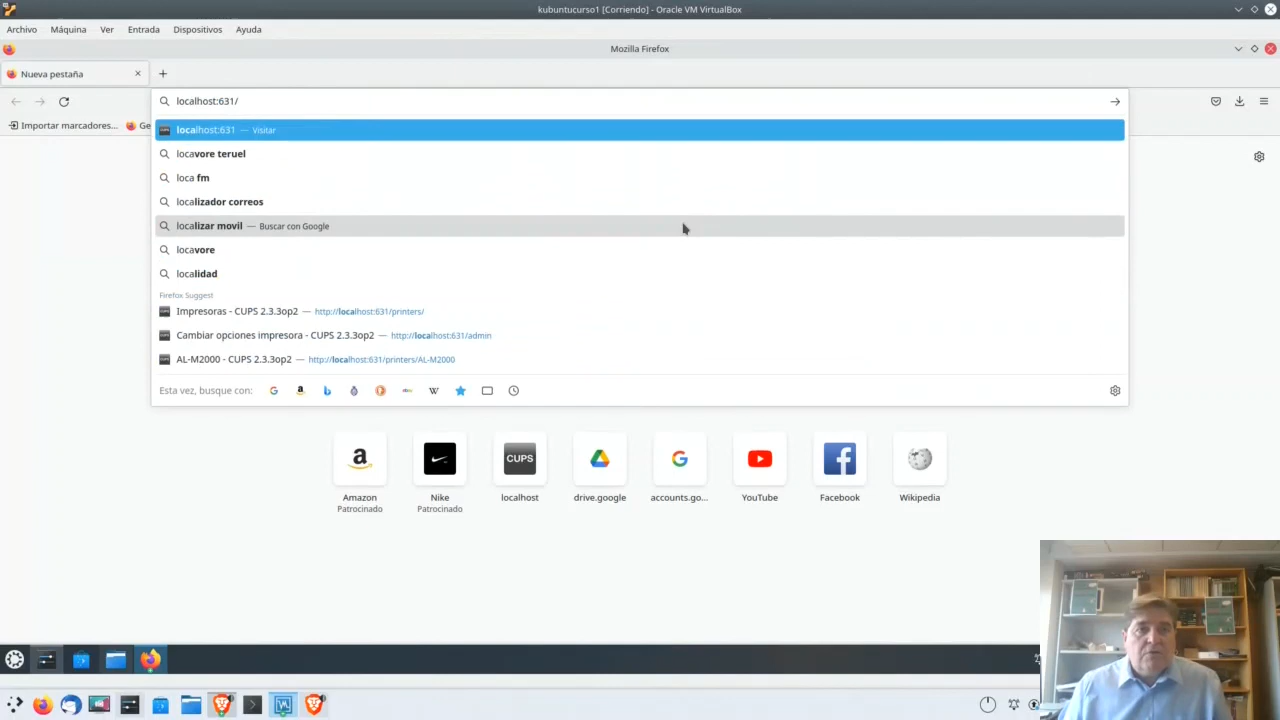 kubuntucurso1 [Corriendo] - Oracle VM VirtualBox
Archivo Máquina Ver Entrada Dispositivos Ayuda
Mozilla Firefox
Nueva pestaña
localhost:631/
Importar marcadores... Ge
localhost:631 — Visitar
locavore teruel
loca fm
localizador correos
localizar movil — Buscar con Google
locavore
localidad
Firefox Suggest
Impresoras - CUPS 2.3.3op2 — http://localhost:631/printers/
Cambiar opciones impresora - CUPS 2.3.3op2 — http://localhost:631/admin
AL-M2000 - CUPS 2.3.3op2 — http://localhost:631/printers/AL-M2000
Esta vez, busque con:
CUPS
Amazon Nike localhost drive.google accounts.go... YouTube Facebook Wikipedia
Patrocinado Patrocinado